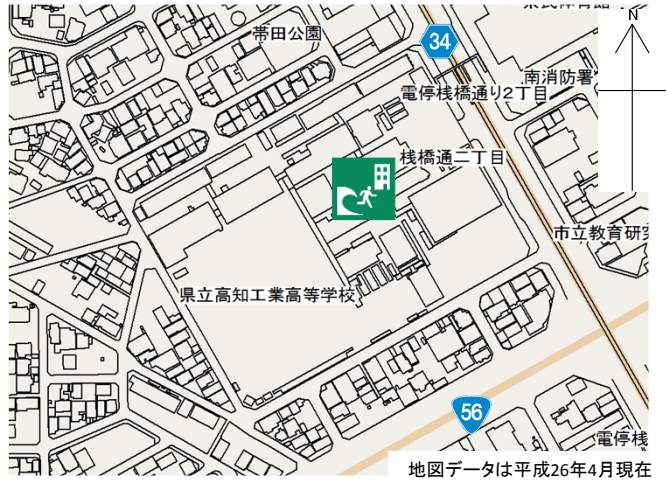 N
帯田公園
34
南消防署
電停桟橋通り2丁目
桟橋通二丁目
市立教育研
県立高知工業高等学校
56
電停桟
地図データは平成26年4月現在